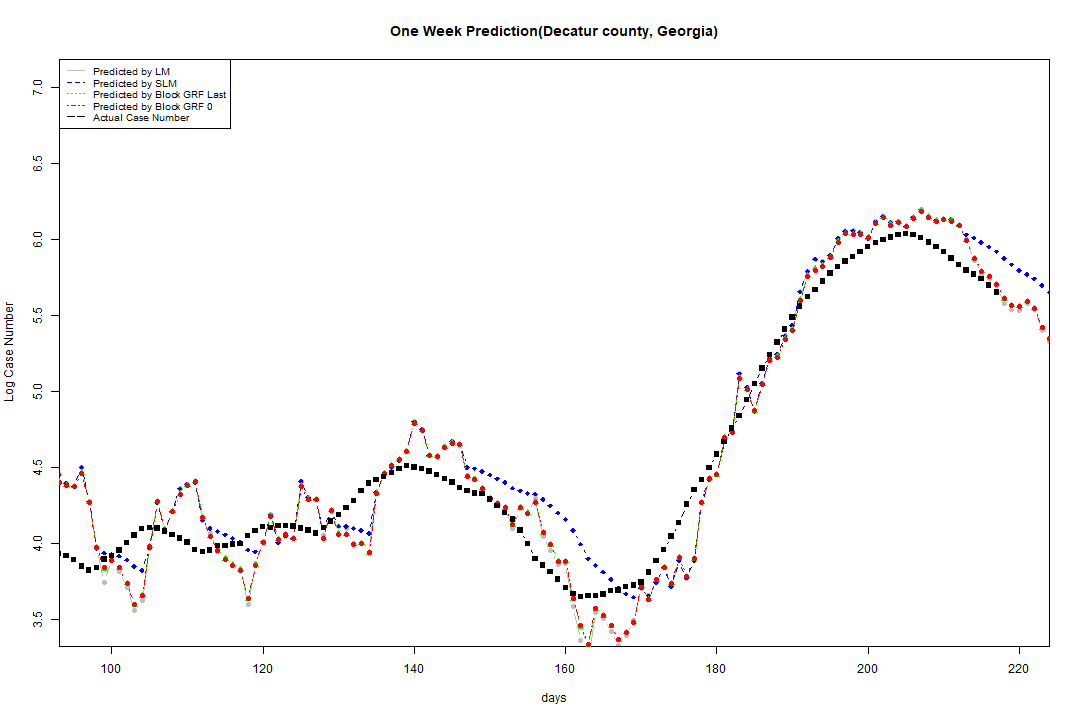 One Week Prediction(Decatur county, Georgia)
Predicted by LM
Predicted by SLM
Predicted by Block GRF Last
Predicted by Block GRF 0
Actual Case Number
7.0
6.5
6.0
5.5
5.0
4.5
4.0
3.5
Log Case Number
100 120 140 160 180 200 220
days